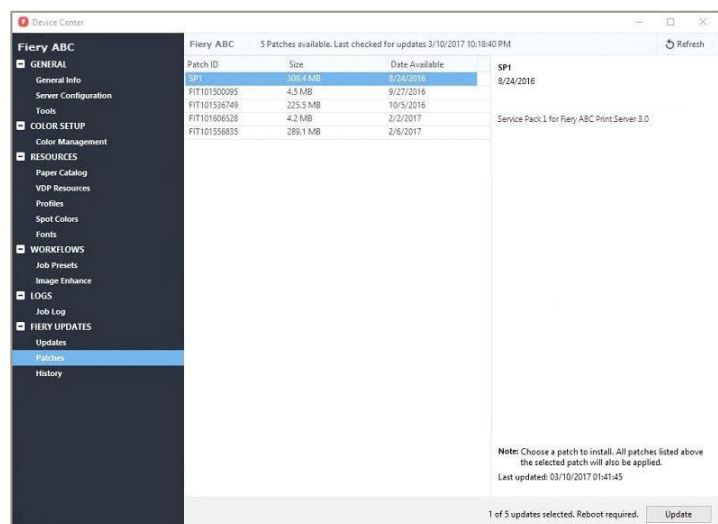 Device Center
Fiery ABC
GENERAL
General Info
Server Configuration
Tools
COLOR SETUP
Color Management
RESOURCES
Paper Catalog
VDP Resources
Profiles
Spot Colors
Fonts
WORKFLOWS
Job Presets
Image Enhance
LOGS
Job Log
FIERY UPDATES
Updates
Patches
History
Fiery ABC 5 Patches available. Last checked for updates 3/10/2017 10:18:40 PM Refresh
Patch ID Size Date Available
SP1 309.4 MB 8/24/2016
FIT101500095 4.5 MB 9/27/2016
FIT101536749 225.5 MB 10/5/2016
FIT101606528 4.2 MB 2/2/2017
FIT101556835 289.1 MB 2/6/2017
SP1
8/24/2016
Service Pack 1 for Fiery ABC Print Server 3.0
Note: Choose a patch to install. All patches listed above
the selected patch will also be applied.
Last updated: 03/10/2017 01:41:45
1 of 5 updates selected. Reboot required. Update